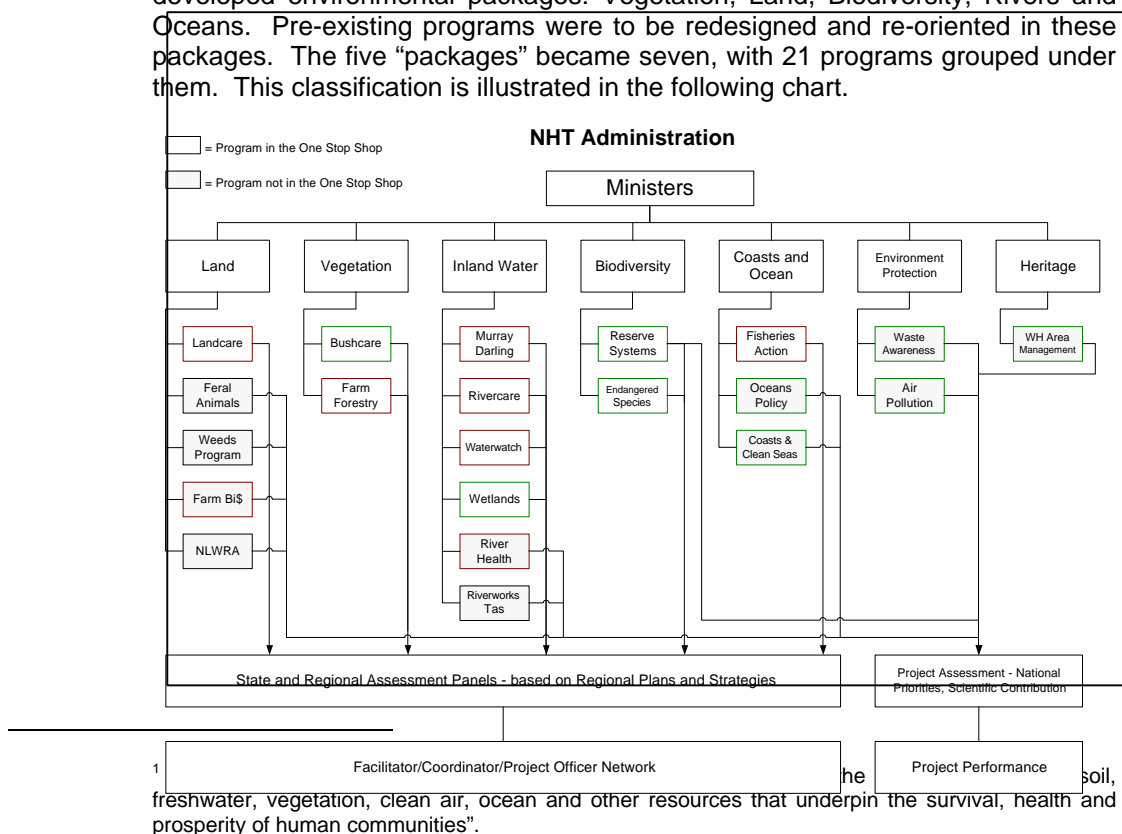 developed environmental packages: Vegetation, Land, Biodiversity, Rivers and
Oceans. Pre-existing programs were to be redesigned and re-oriented in these
packages. The five “packages” became seven, with 21 programs grouped under
them. This classification is illustrated in the following chart.
NHT Administration
= Program in the One Stop Shop
= Program not in the One Stop Shop
Ministers
Land
Vegetation
Inland Water
Biodiversity
Coasts and
Ocean
Environment
Protection
Heritage
Landcare
Bushcare
Murray
Darling
Reserve
Systems
Fisheries
Action
Waste
Awareness
WH Area
Management
Feral
Animals
Farm
Forestry
Rivercare
Endangered
Species
Oceans
Policy
Air
Pollution
Weeds
Program
Waterwatch
Coasts &
Clean Seas
Farm Bi$
Wetlands
NLWRA
River
Health
Riverworks
Tas
State and Regional Assessment Panels - based on Regional Plans and Strategies
Project Assessment - National
Priorities, Scientific Contribution
Facilitator/Coordinator/Project Officer Network
Project Performance
1 the soil,
freshwater, vegetation, clean air, ocean and other resources that underpin the survival, health and
prosperity of human communities”.